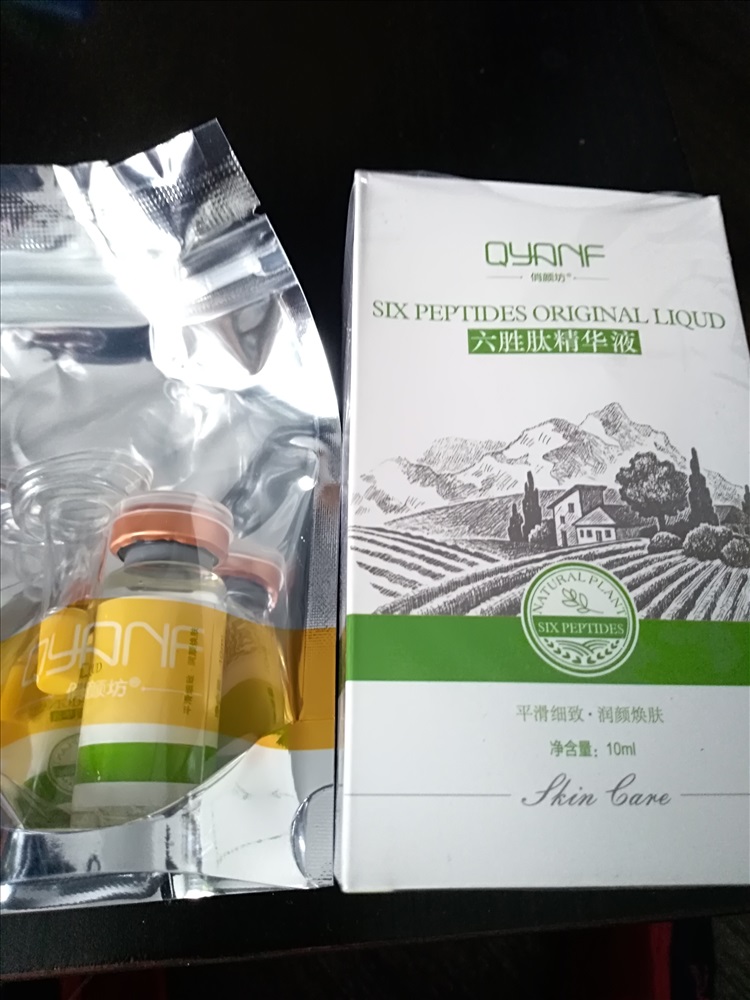 QYANF
俏颜坊®
SIX PEPTIDES ORIGINAL LIQUD
六胜肽精华液
NATURAL PLANT
SIX PEPTIDES
平滑细致·润颜焕肤
净含量：10ml
Skin Care
QYANF
俏颜坊®